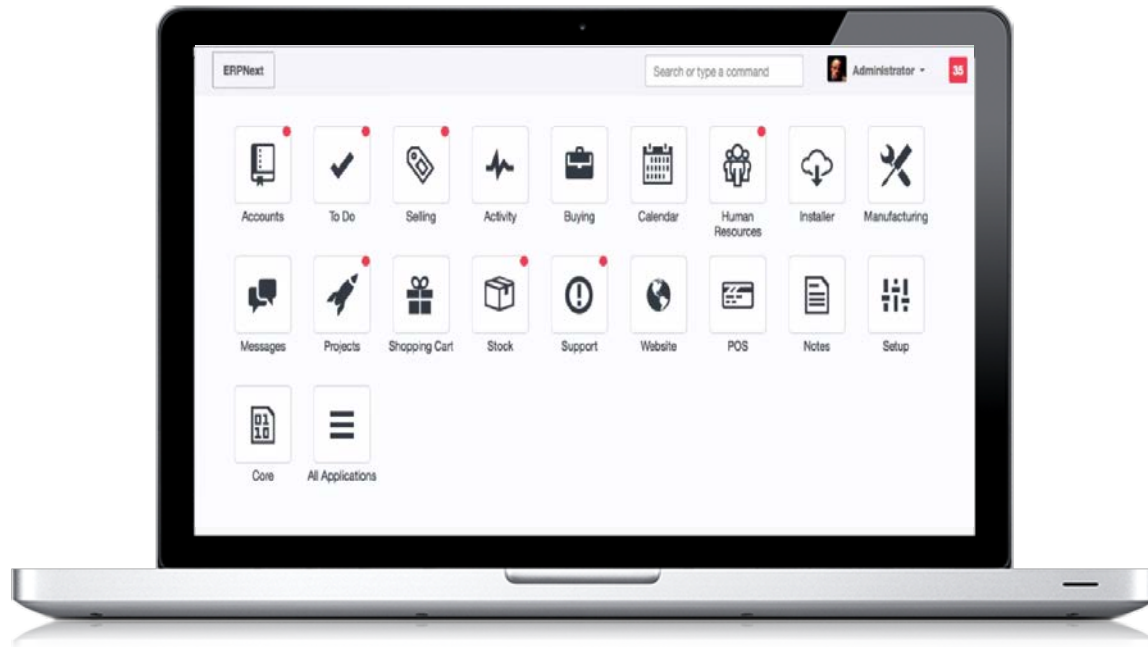 ERPNext
Search or type a command
Administrator
35
Accounts
To Do
Selling
Activity
Buying
Calendar
Human
Resources
Installer
Manufacturing
Messages
Projects
Shopping Cart
Stock
Support
Website
POS
Notes
Setup
01
10
Core
All Applications